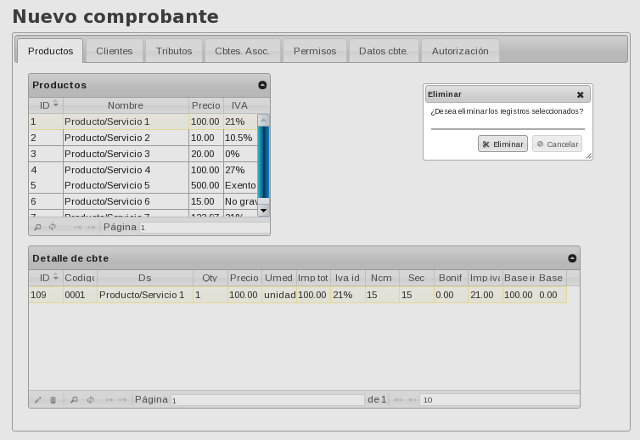 Nuevo comprobante
Productos Clientes Tributos Cbtes. Asoc. Permisos Datos cbte. Autorización
Productos
ID Nombre Precio IVA
1 Producto/Servicio 1 100.00 21%
2 Producto/Servicio 2 10.00 10.5%
3 Producto/Servicio 3 20.00 0%
4 Producto/Servicio 4 100.00 27%
5 Producto/Servicio 5 500.00 Exento
6 Producto/Servicio 6 15.00 No grav
Página 1
Eliminar
¿Desea eliminar los registros seleccionados?
Eliminar Cancelar
Detalle de cbte
ID Codigo Ds Qty Precio Umed Imp tot Iva id Ncm Sec Bonif Imp iva Base in Base
109 0001 Producto/Servicio 1 1 100.00 unidad 100.00 21% 15 15 0.00 21.00 100.00 0.00
Página 1 de 1 10